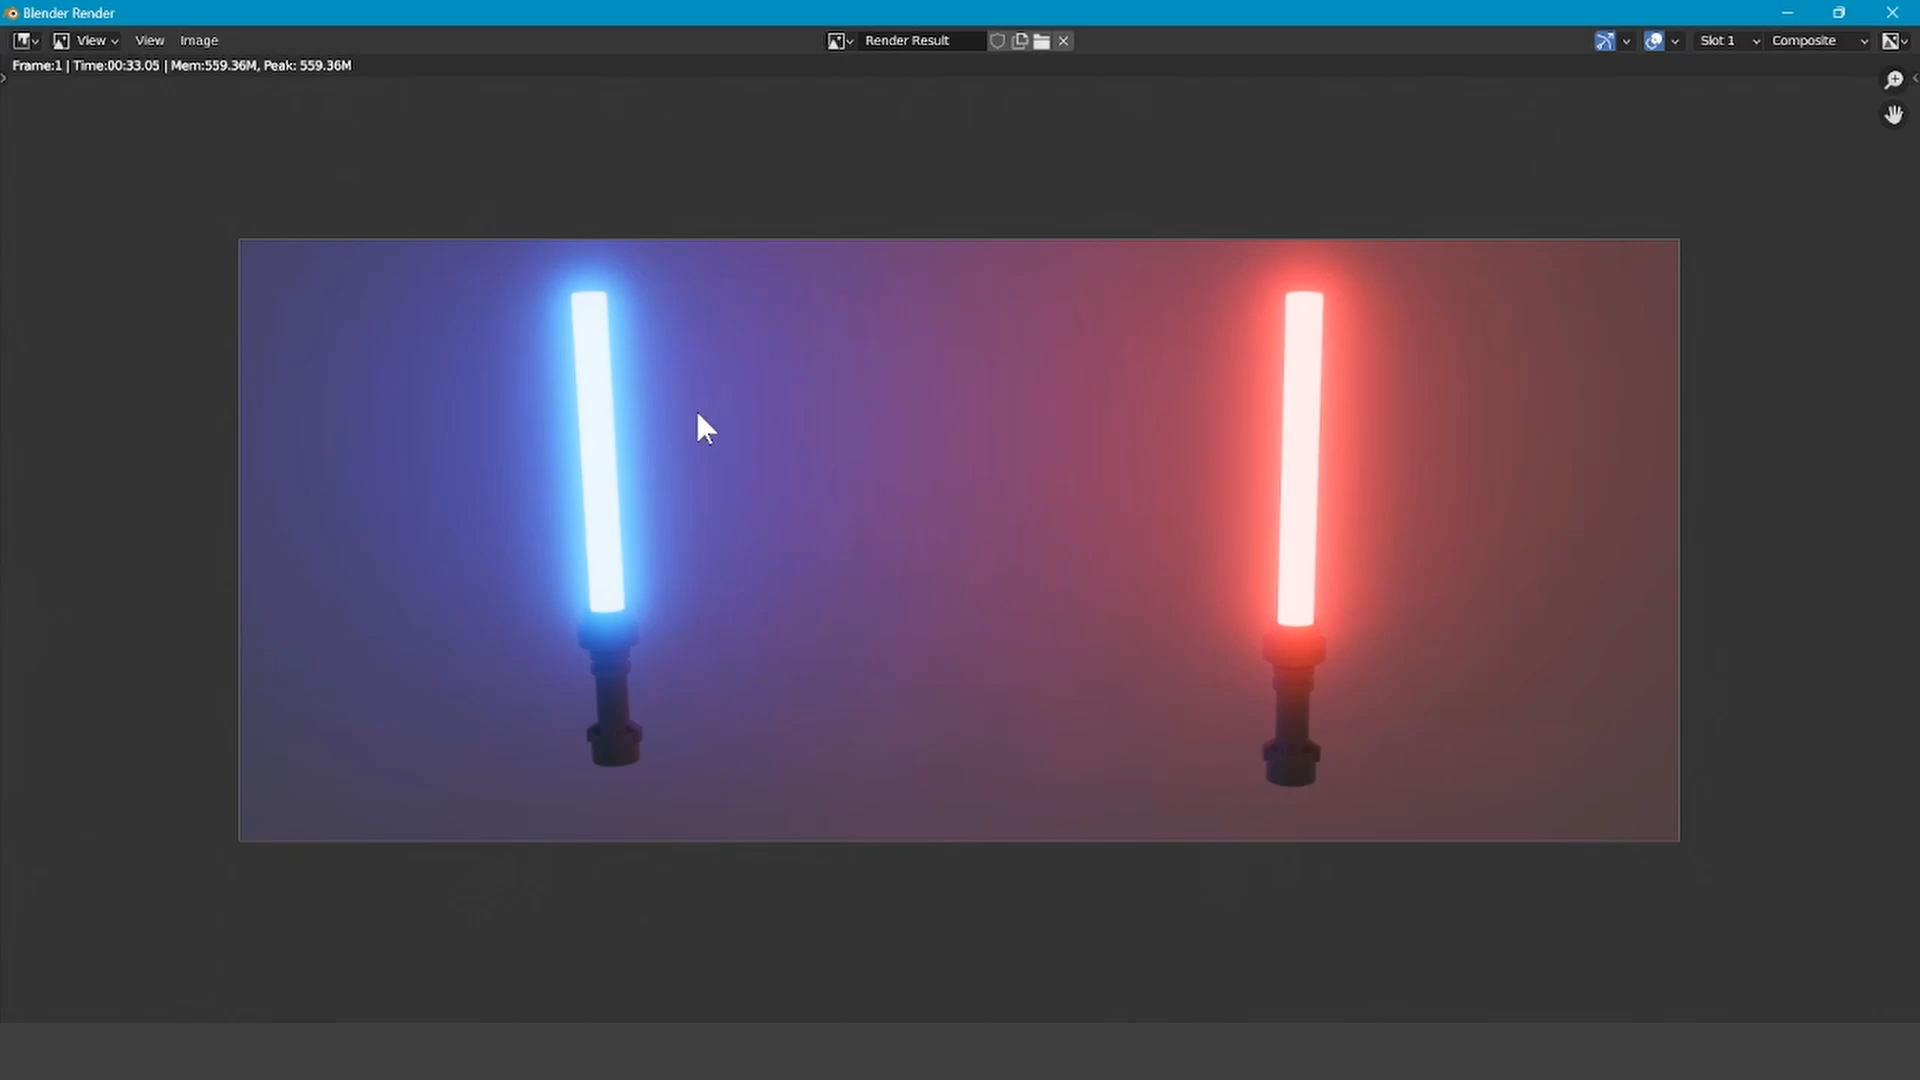 Blender Render
View View Image Render Result Slot 1 Composite
Frame:1 | Time:00:33.05 | Mem:559.36M, Peak: 559.36M